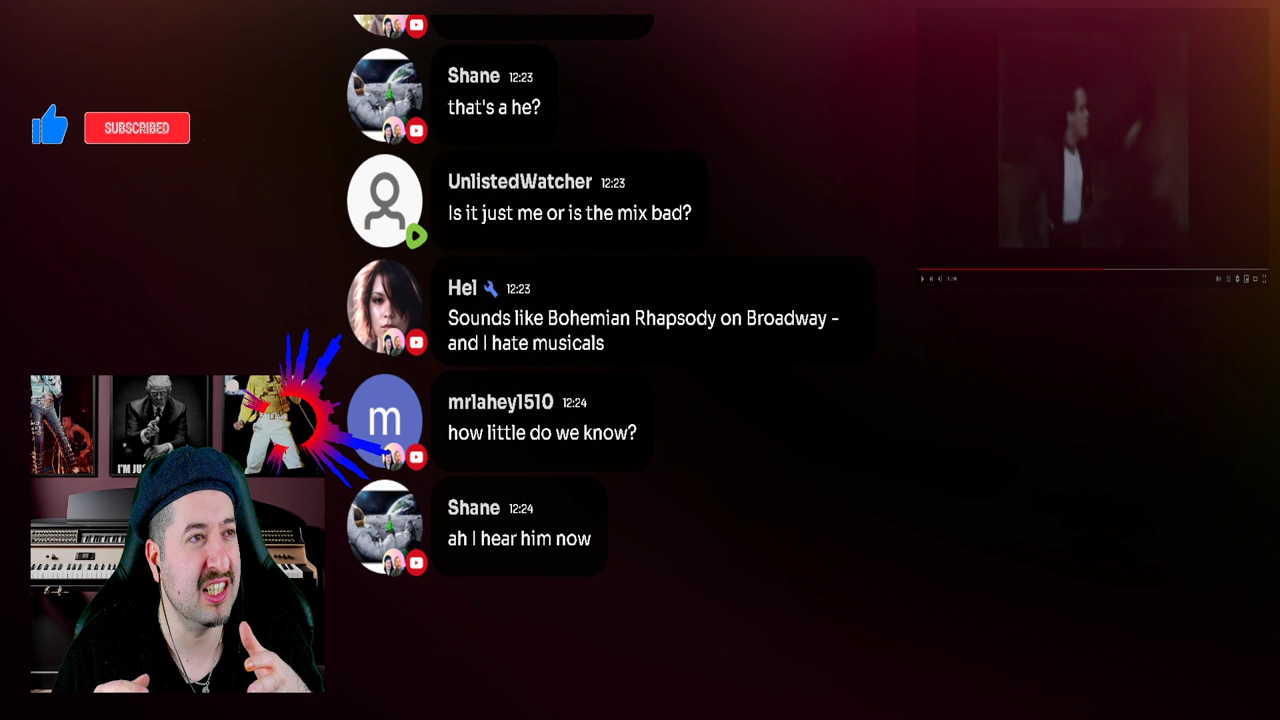 Shane 12:23
that's a he?
SUBSCRIBED
UnlistedWatcher 12:23
Is it just me or is the mix bad?
Hel 12:23
Sounds like Bohemian Rhapsody on Broadway -
and I hate musicals
m
mrlahey1510 12:24
how little do we know?
I'M JU
Shane 12:24
ah I hear him now